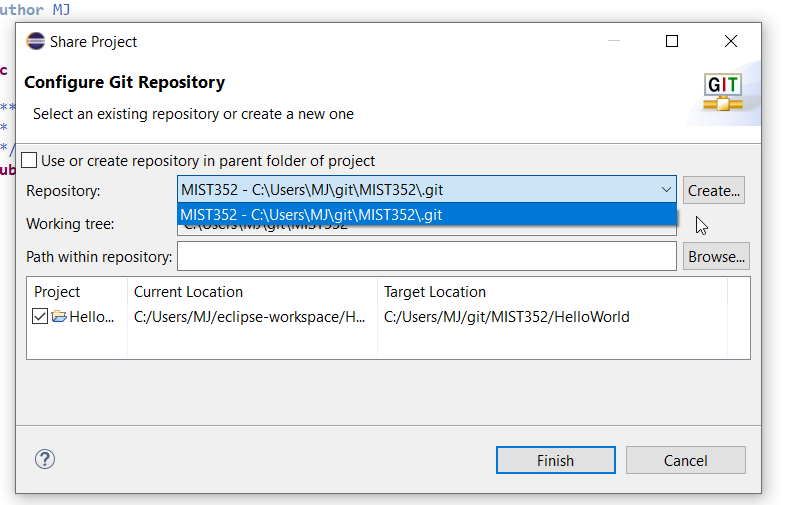 uthor MJ
Share Project
c
Configure Git Repository
GIT
Select an existing repository or create a new one
**
*
*/
Use or create repository in parent folder of project
ub
Repository:
MIST352 - C:\Users\MJ\git\MIST352\.git
Create...
MIST352 - C:\Users\MJ\git\MIST352\.git
Working tree:
C:\Users\MJ\git\MIST352
Path within repository:
Browse...
Project Current Location Target Location
Hello... C:/Users/MJ/eclipse-workspace/H... C:/Users/MJ/git/MIST352/HelloWorld
?
Finish
Cancel